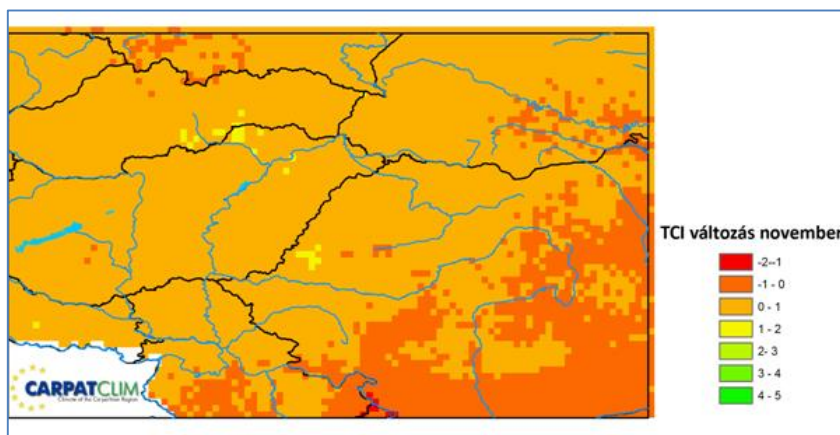 TCI változás november
-2--1
-1 - 0
0 - 1
1 - 2
2- 3
3 - 4
4 - 5
CARPATCLIM
Climate of the Carpathian Region